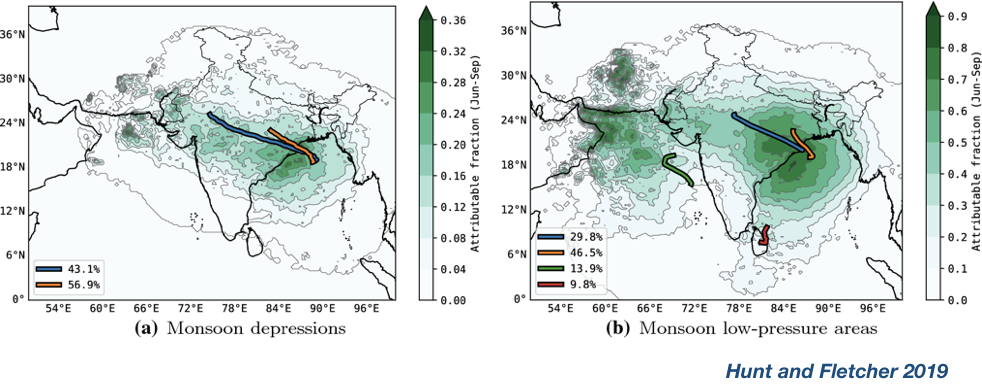 36°N
30°N
24°N
18°N
12°N
6°N
0°
54°E 60°E 66°E 72°E 78°E 84°E 90°E 96°E
43.1%
56.9%
0.36
0.32
0.28
0.24
0.20
0.16
0.12
0.08
0.04
0.00
Attributable fraction (Jun-Sep)
(a) Monsoon depressions
36°N
30°N
24°N
18°N
12°N
6°N
0°
54°E 60°E 66°E 72°E 78°E 84°E 90°E 96°E
29.8%
46.5%
13.9%
9.8%
0.9
0.8
0.7
0.6
0.5
0.4
0.3
0.2
0.1
0.0
Attributable fraction (Jun-Sep)
(b) Monsoon low-pressure areas
Hunt and Fletcher 2019